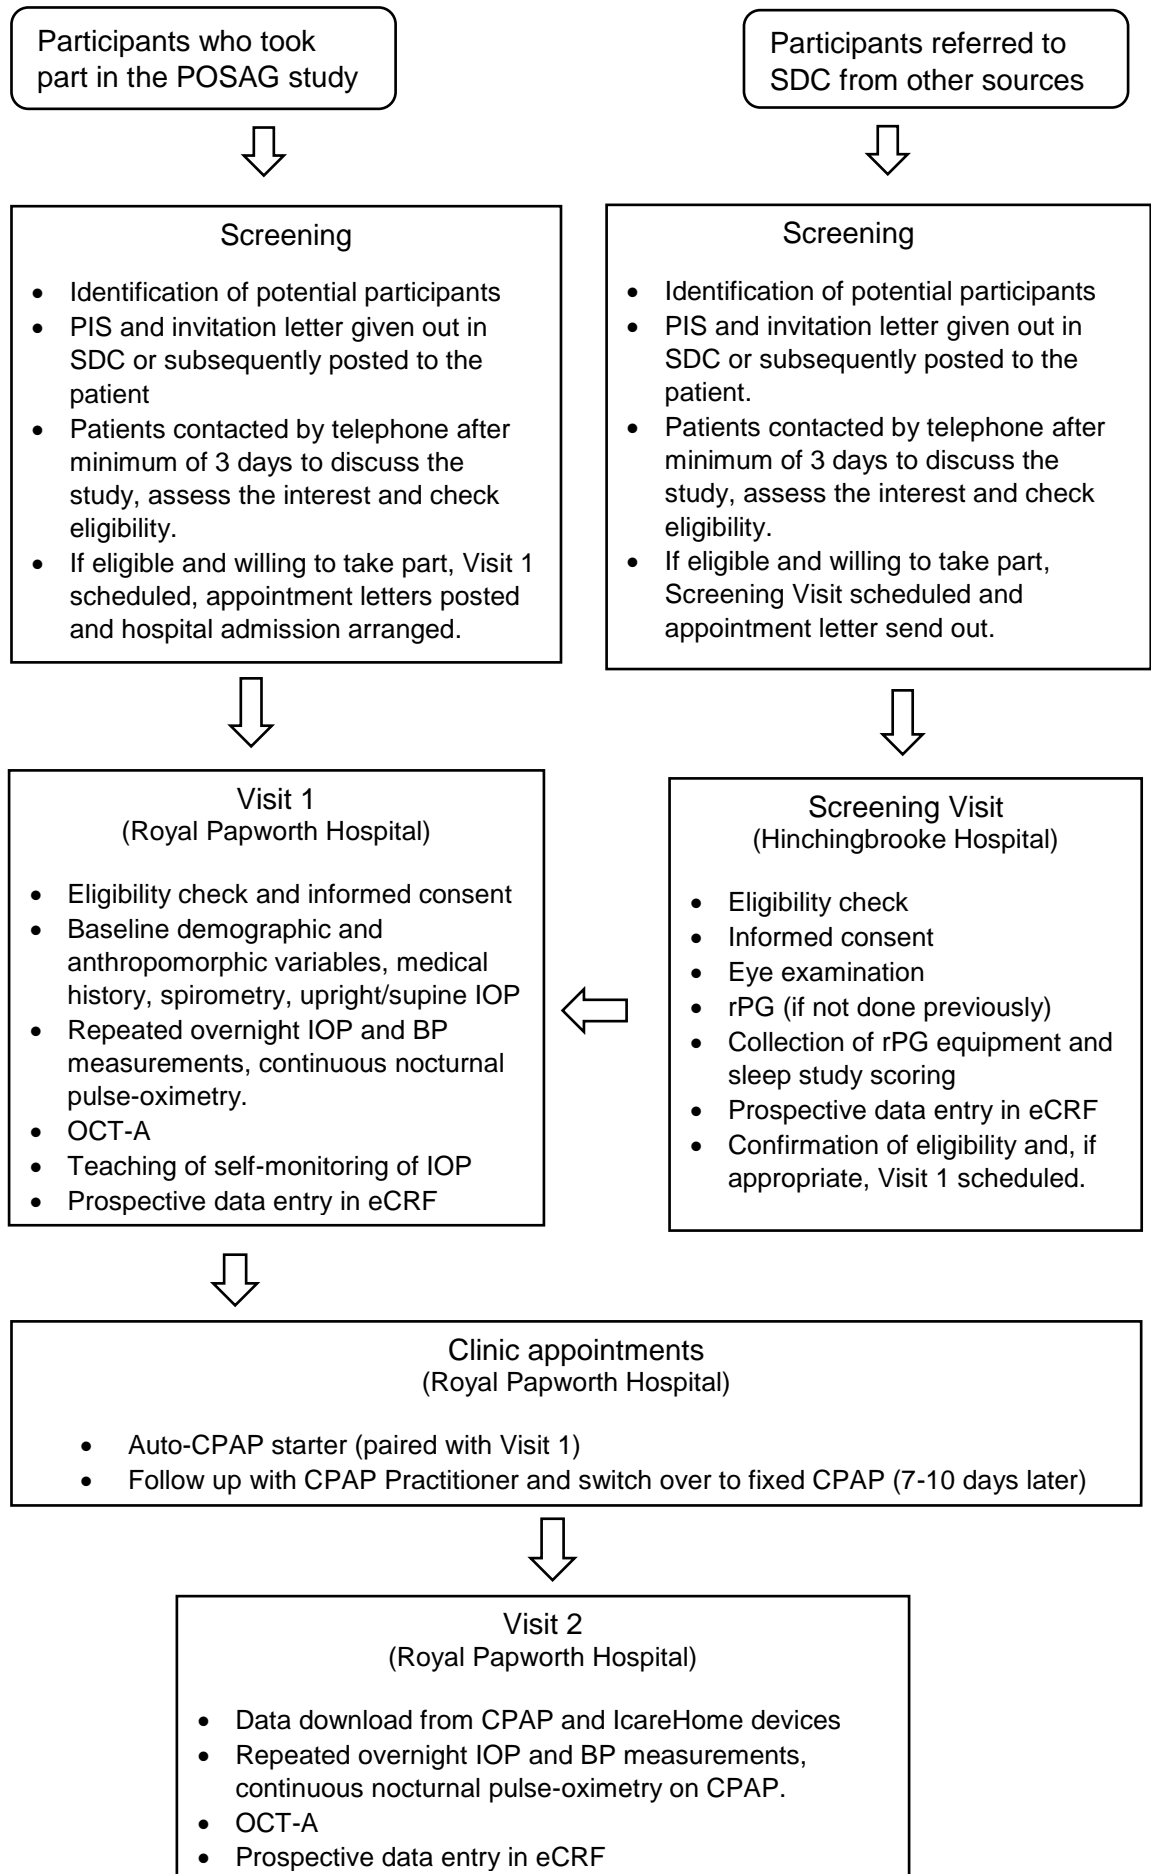 Participants who took
part in the POSAG study
Participants referred to
SDC from other sources
Screening
• Identification of potential participants
• PIS and invitation letter given out in
SDC or subsequently posted to the
patient
• Patients contacted by telephone after
minimum of 3 days to discuss the
study, assess the interest and check
eligibility.
• If eligible and willing to take part, Visit 1
scheduled, appointment letters posted
and hospital admission arranged.
Screening
• Identification of potential participants
• PIS and invitation letter given out in
SDC or subsequently posted to the
patient.
• Patients contacted by telephone after
minimum of 3 days to discuss the
study, assess the interest and check
eligibility.
• If eligible and willing to take part,
Screening Visit scheduled and
appointment letter send out.
Visit 1
(Royal Papworth Hospital)
• Eligibility check and informed consent
• Baseline demographic and
anthropomorphic variables, medical
history, spirometry, upright/supine IOP
• Repeated overnight IOP and BP
measurements, continuous nocturnal
pulse-oximetry.
• OCT-A
• Teaching of self-monitoring of IOP
• Prospective data entry in eCRF
Screening Visit
(Hinchingbrooke Hospital)
• Eligibility check
• Informed consent
• Eye examination
• rPG (if not done previously)
• Collection of rPG equipment and
sleep study scoring
• Prospective data entry in eCRF
• Confirmation of eligibility and, if
appropriate, Visit 1 scheduled.
Clinic appointments
(Royal Papworth Hospital)
• Auto-CPAP starter (paired with Visit 1)
• Follow up with CPAP Practitioner and switch over to fixed CPAP (7-10 days later)
Visit 2
(Royal Papworth Hospital)
• Data download from CPAP and IcareHome devices
• Repeated overnight IOP and BP measurements,
continuous nocturnal pulse-oximetry on CPAP.
• OCT-A
• Prospective data entry in eCRF